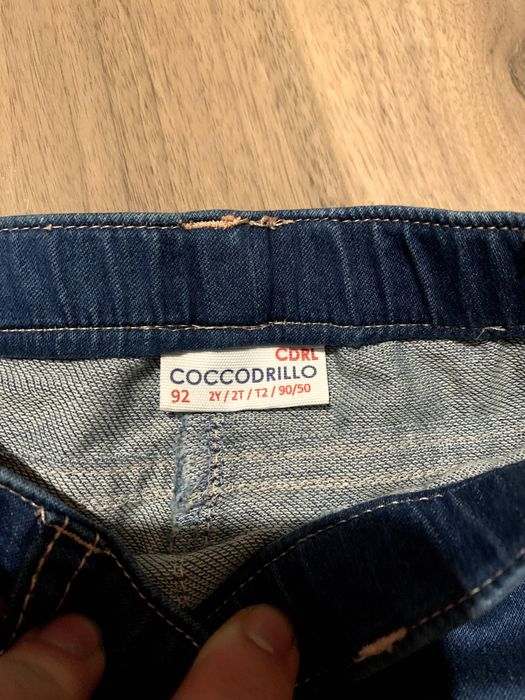 CDRL
COCCODRILLO
92 2Y / 2T / T2 / 90/50